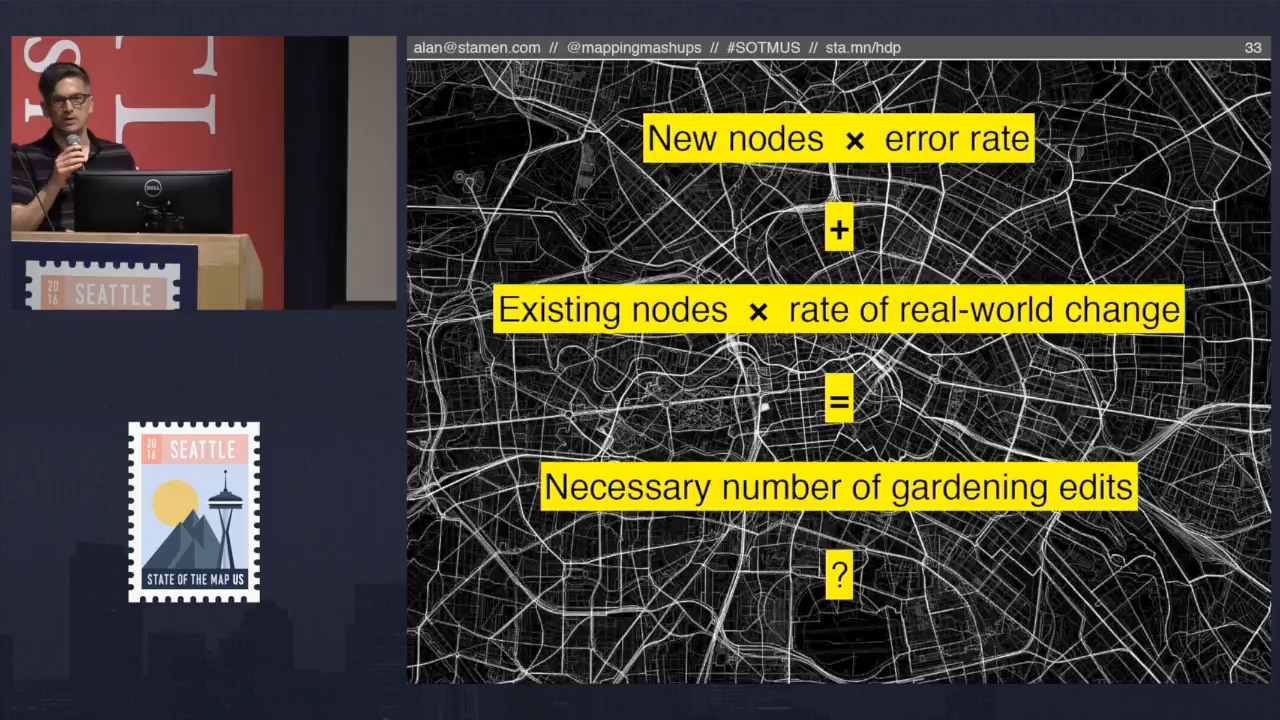 alan@stamen.com // @mappingmashups // #SOTMUS // sta.mn/hdp
33
New nodes × error rate
+
Existing nodes × rate of real-world change
=
Necessary number of gardening edits
?
DELL
20
16
SEATTLE
20
16
SEATTLE
STATE OF THE MAP US